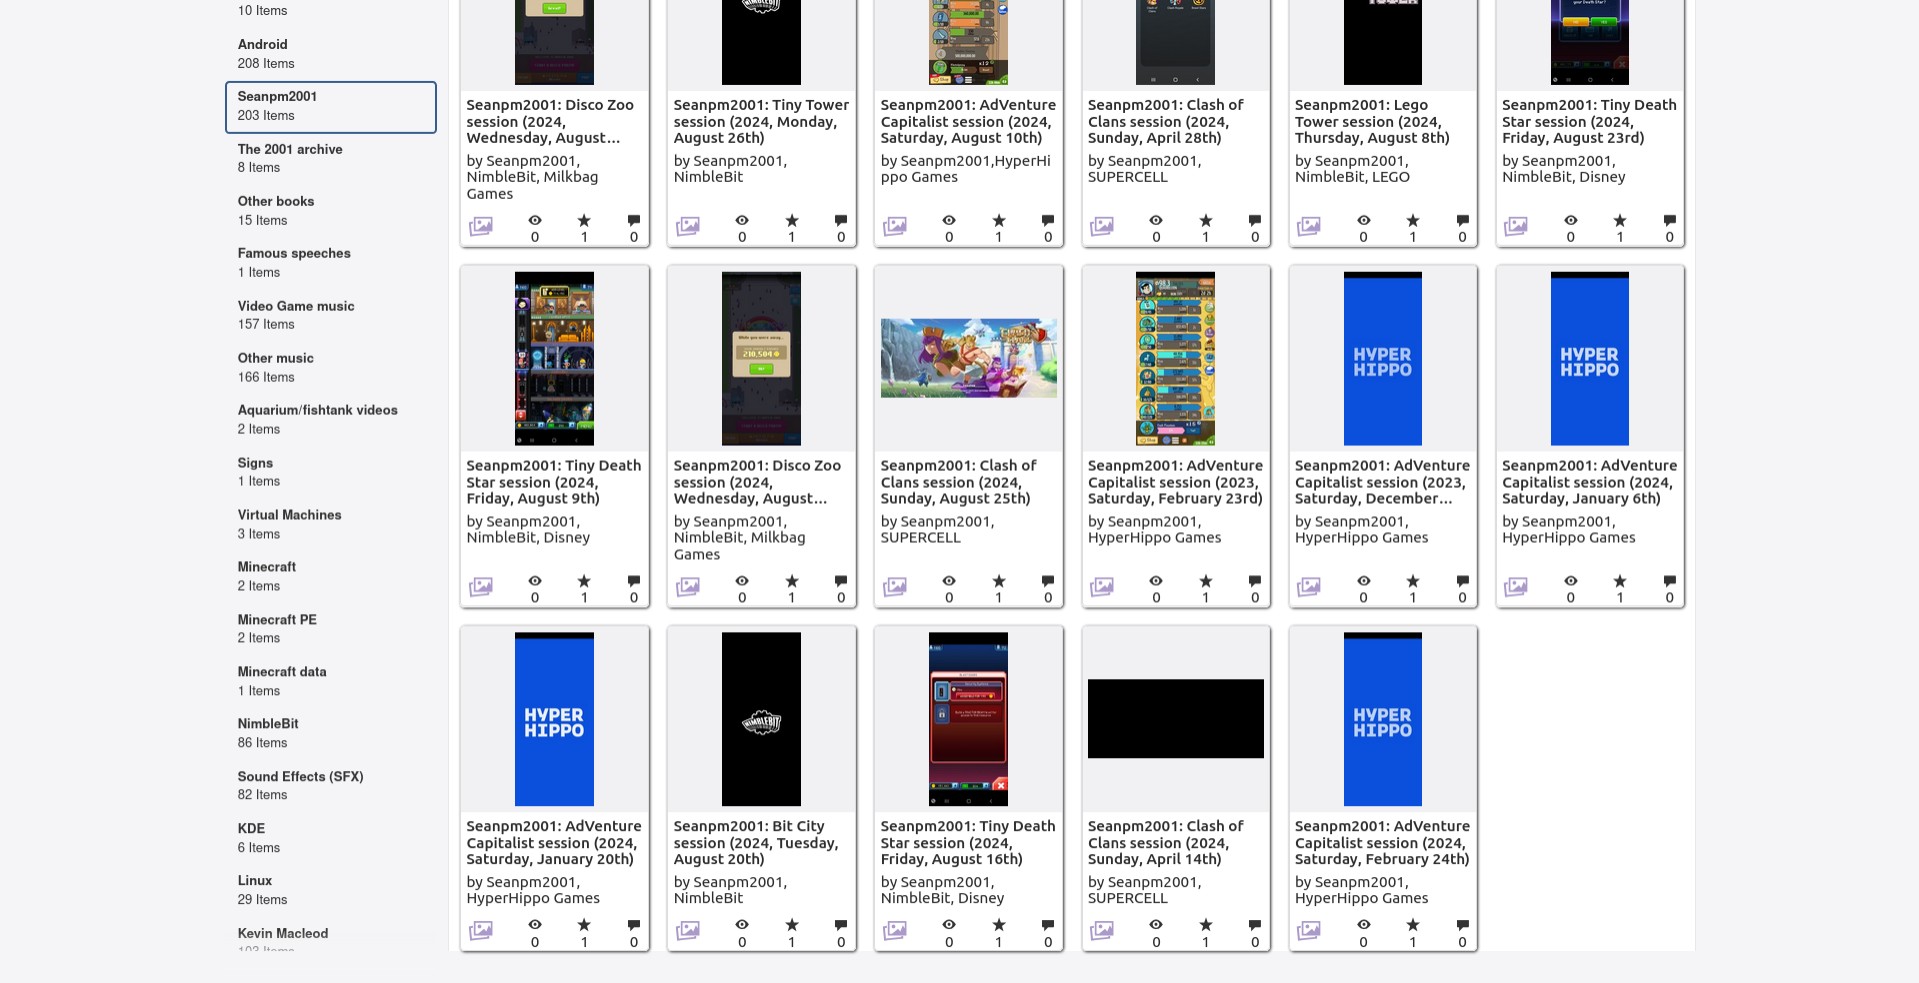 10 Items
Android
208 Items
Seanpm2001
203 Items
The 2001 archive
8 Items
Other books
15 Items
Famous speeches
1 Items
Video Game music
157 Items
Other music
166 Items
Aquarium/fishtank videos
2 Items
Signs
1 Items
Virtual Machines
3 Items
Minecraft
2 Items
Minecraft PE
2 Items
Minecraft data
1 Items
NimbleBit
86 Items
Sound Effects (SFX)
82 Items
KDE
6 Items
Linux
29 Items
Kevin Macleod
Seanpm2001: Disco Zoo
session (2024,
Wednesday, August...
by Seanpm2001,
NimbleBit, Milkbag
Games
0 1 0
Seanpm2001: Tiny Tower
session (2024, Monday,
August 26th)
by Seanpm2001,
NimbleBit
0 1 0
Seanpm2001: AdVenture
Capitalist session (2024,
Saturday, August 10th)
by Seanpm2001,HyperHi
ppo Games
0 1 0
Seanpm2001: Clash of
Clans session (2024,
Sunday, April 28th)
by Seanpm2001,
SUPERCELL
0 1 0
Seanpm2001: Lego
Tower session (2024,
Thursday, August 8th)
by Seanpm2001,
NimbleBit, LEGO
0 1 0
Seanpm2001: Tiny Death
Star session (2024,
Friday, August 23rd)
by Seanpm2001,
NimbleBit, Disney
0 1 0
Seanpm2001: Tiny Death
Star session (2024,
Friday, August 9th)
by Seanpm2001,
NimbleBit, Disney
0 1 0
While you were away...
210,504
Seanpm2001: Disco Zoo
session (2024,
Wednesday, August...
by Seanpm2001,
NimbleBit, Milkbag
Games
0 1 0
Seanpm2001: Clash of
Clans session (2024,
Sunday, August 25th)
by Seanpm2001,
SUPERCELL
0 1 0
Seanpm2001: AdVenture
Capitalist session (2023,
Saturday, February 23rd)
by Seanpm2001,
HyperHippo Games
0 1 0
HYPER
HIPPO
Seanpm2001: AdVenture
Capitalist session (2023,
Saturday, December...
by Seanpm2001,
HyperHippo Games
0 1 0
HYPER
HIPPO
Seanpm2001: AdVenture
Capitalist session (2024,
Saturday, January 6th)
by Seanpm2001,
HyperHippo Games
0 1 0
HYPER
HIPPO
Seanpm2001: AdVenture
Capitalist session (2024,
Saturday, January 20th)
by Seanpm2001,
HyperHippo Games
0 1 0
NIMBLEBIT
Seanpm2001: Bit City
session (2024, Tuesday,
August 20th)
by Seanpm2001,
NimbleBit
0 1 0
Seanpm2001: Tiny Death
Star session (2024,
Friday, August 16th)
by Seanpm2001,
NimbleBit, Disney
0 1 0
Seanpm2001: Clash of
Clans session (2024,
Sunday, April 14th)
by Seanpm2001,
SUPERCELL
0 1 0
HYPER
HIPPO
Seanpm2001: AdVenture
Capitalist session (2024,
Saturday, February 24th)
by Seanpm2001,
HyperHippo Games
0 1 0